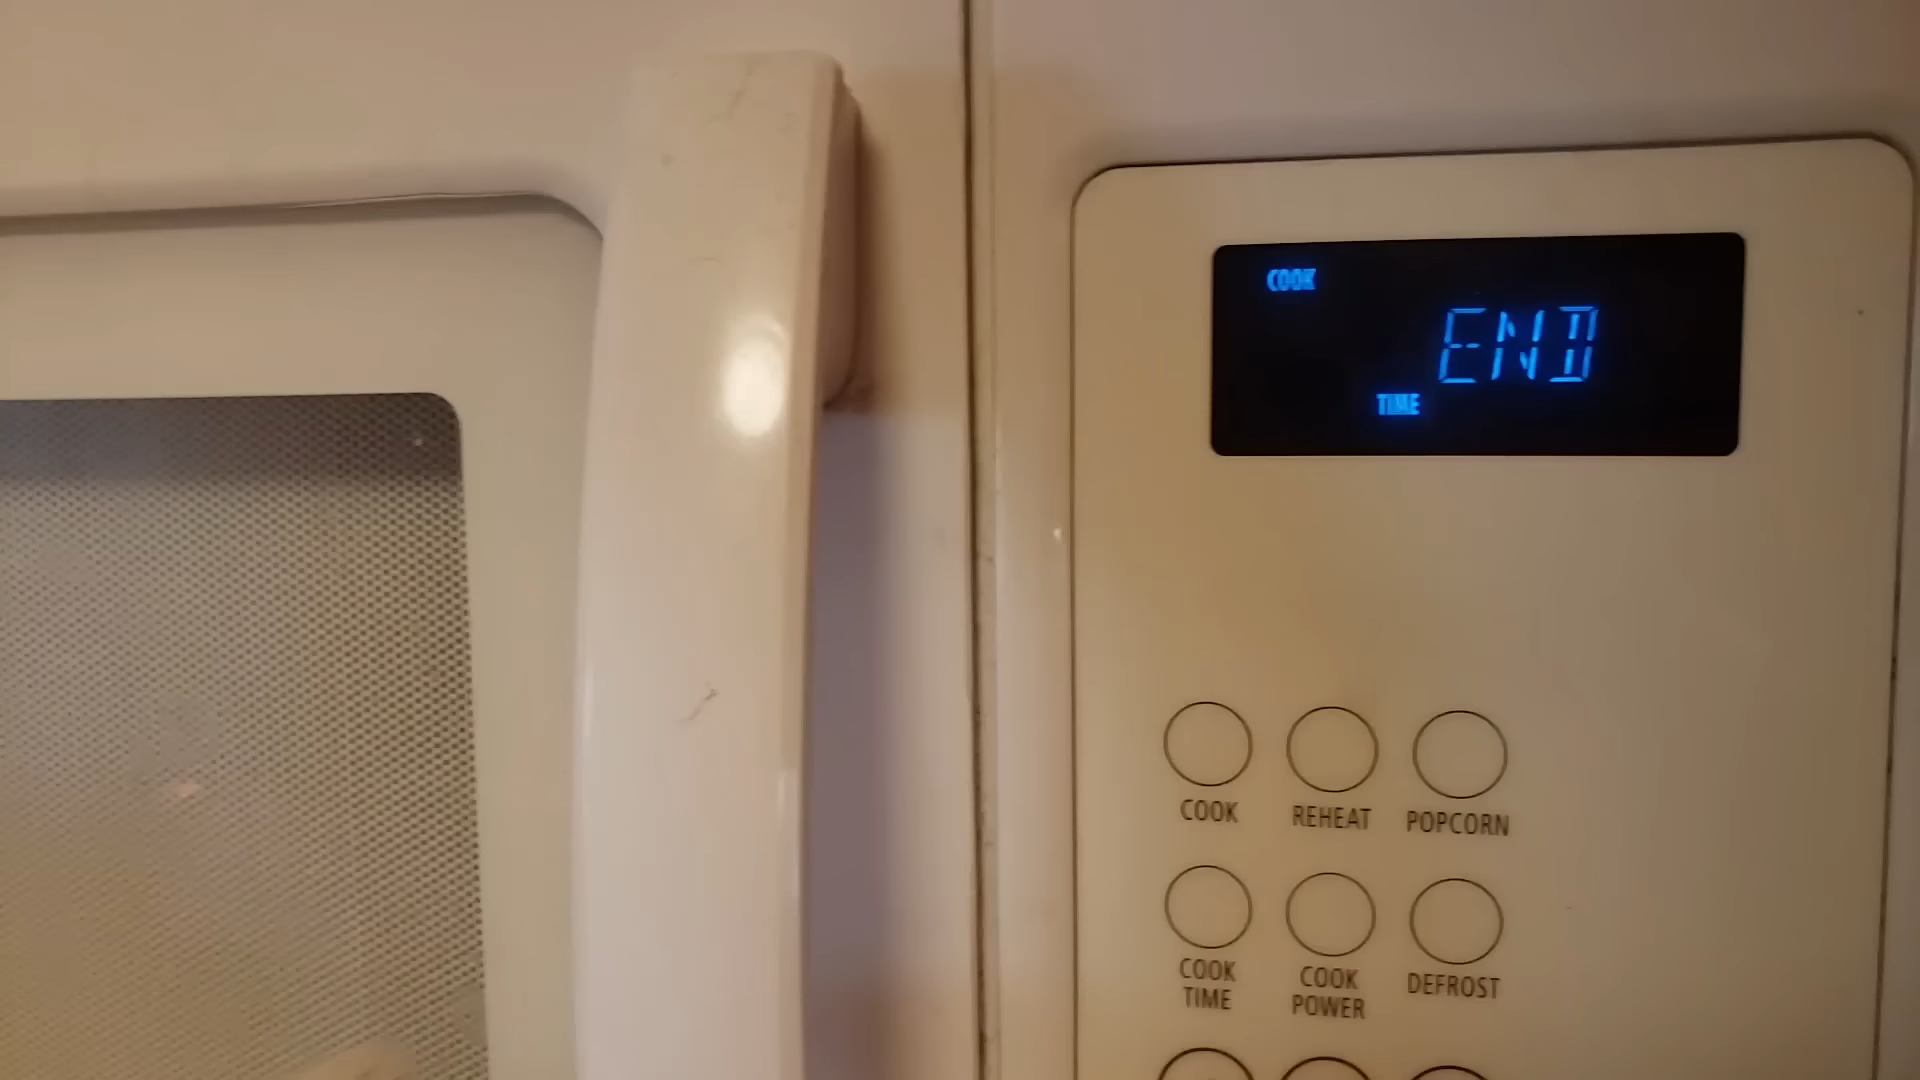 COOK
END
TIME
COOK REHEAT POPCORN
COOK TIME
COOK POWER
DEFROST